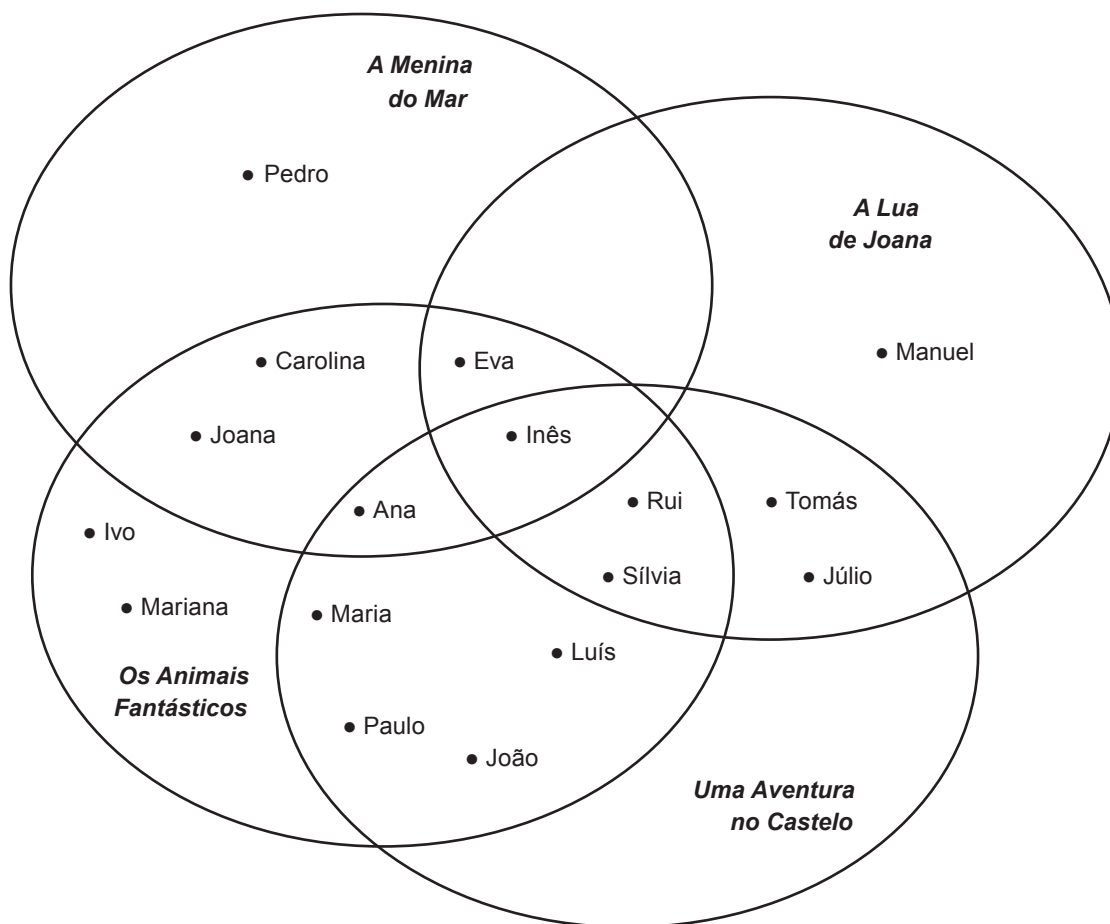 A Menina
do Mar
● Pedro
A Lua
de Joana
● Carolina
● Eva
● Manuel
● Joana
● Inês
● Ana
● Rui
● Tomás
● Ivo
● Sílvia
● Júlio
● Mariana
● Maria
● Luís
Os Animais
Fantásticos
● Paulo
● João
Uma Aventura
no Castelo